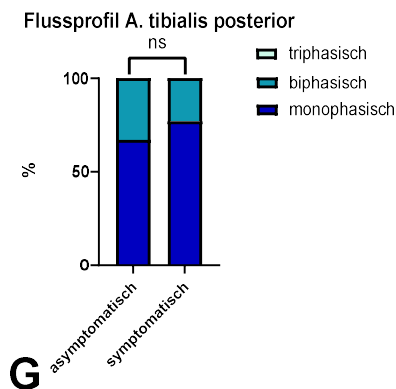 Flussprofil A. tibialis posterior
ns
triphasisch
biphasisch
monophasisch
100
50
0
%
asymptomatisch
symptomatisch
G